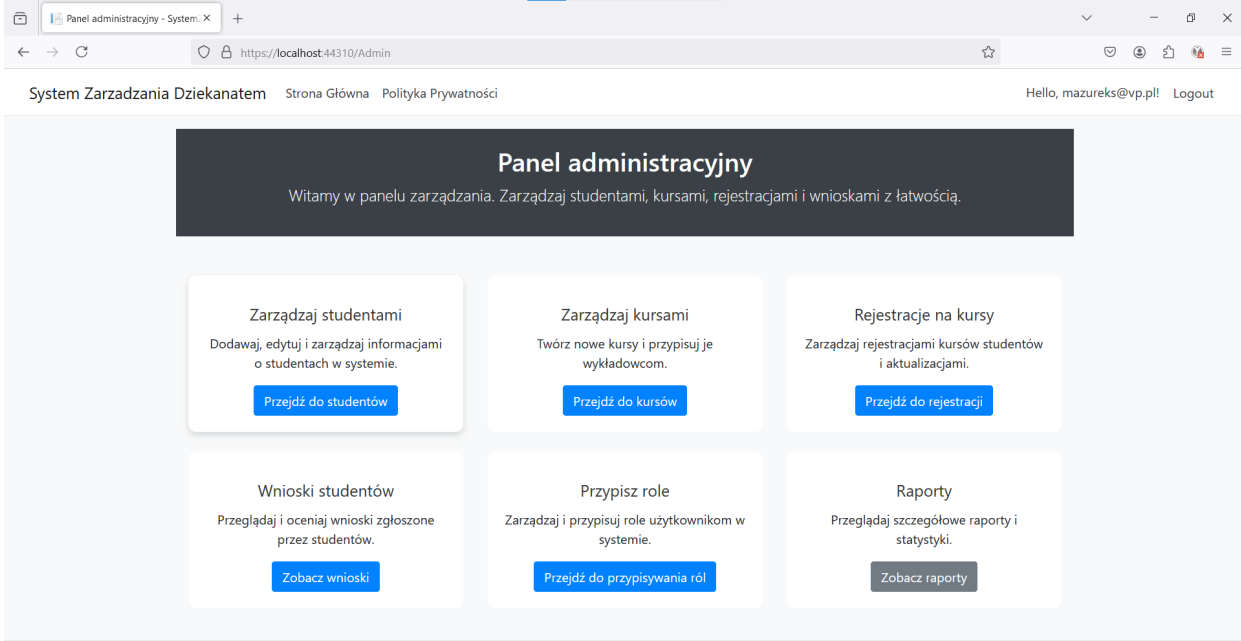 Panel administracyjny - System
https://localhost:44310/Admin
System Zarzadzania Dziekanatem Strona Główna Polityka Prywatności Hello, mazureks@vp.pl! Logout
Panel administracyjny
Witamy w panelu zarządzania. Zarządzaj studentami, kursami, rejestracjami i wnioskami z łatwością.
Zarządzaj studentami
Dodawaj, edytuj i zarządzaj informacjami
o studentach w systemie.
Przejdź do studentów
Zarządzaj kursami
Twórz nowe kursy i przypisuj je
wykładowcom.
Przejdź do kursów
Rejestracje na kursy
Zarządzaj rejestracjami kursów studentów
i aktualizacjami.
Przejdź do rejestracji
Wnioski studentów
Przeglądaj i oceniaj wnioski zgłoszone
przez studentów.
Zobacz wnioski
Przypisz role
Zarządzaj i przypisuj role użytkownikom w
systemie.
Przejdź do przypisywania ról
Raporty
Przeglądaj szczegółowe raporty i
statystyki.
Zobacz raporty